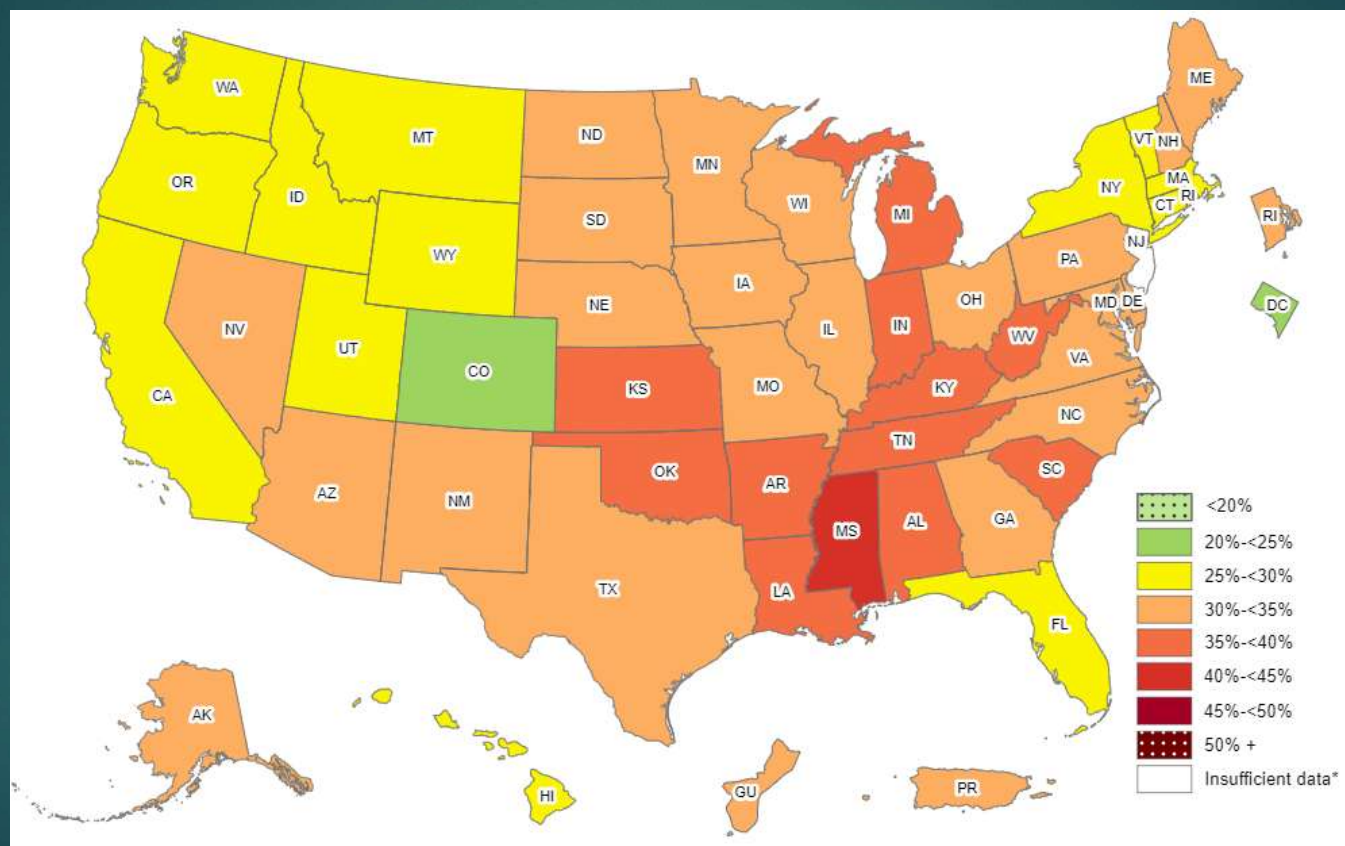 ME
WA
MT
ND
MN
VT
NH
OR
ID
WI
NY
MA
CT
RI
SD
MI
RI
WY
NJ
PA
IA
NE
OH
MD
DE
DC
NV
UT
IL
IN
WV
CO
VA
CA
KS
MO
KY
NC
TN
AZ
NM
OK
AR
SC
MS
AL
GA
TX
LA
FL
AK
HI
GU
PR
<20%
20%-<25%
25%-<30%
30%-<35%
35%-<40%
40%-<45%
45%-<50%
50% +
Insufficient data*